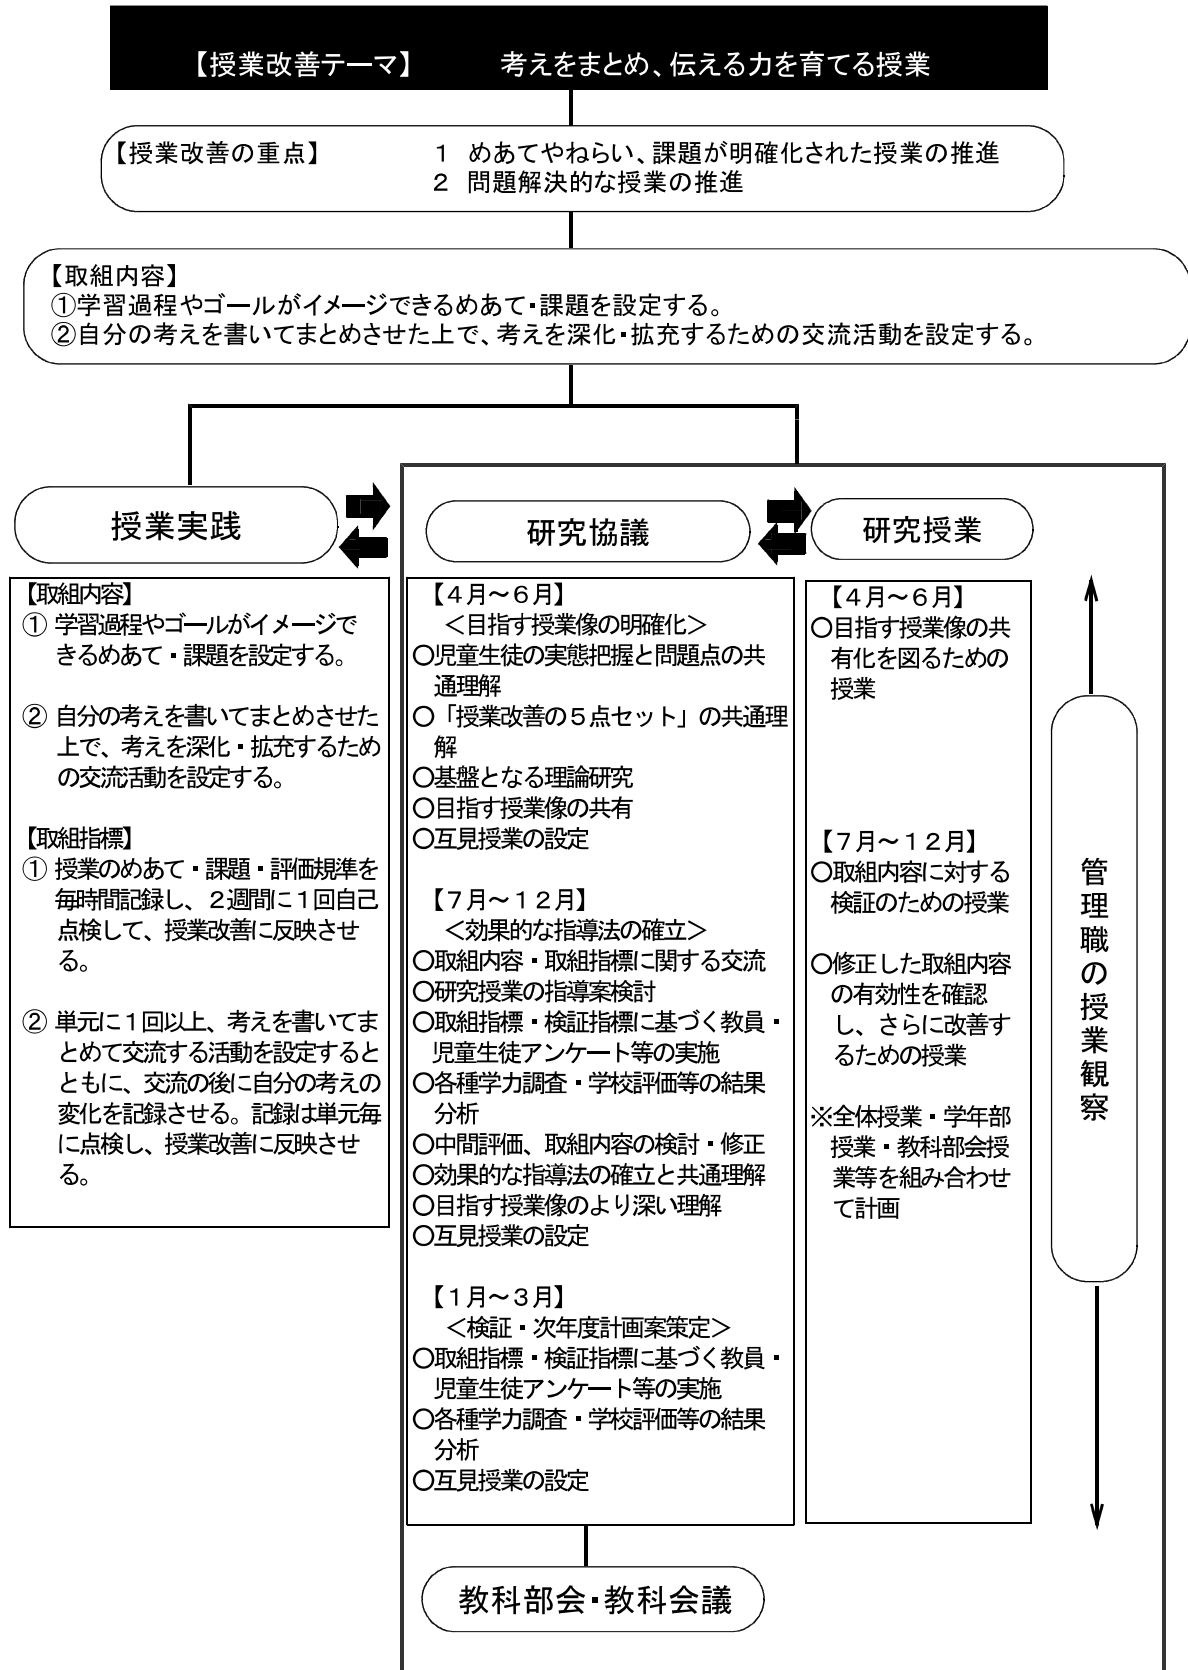 【授業改善テーマ】　考えをまとめ、伝える力を育てる授業
【授業改善の重点】　１　めあてやねらい、課題が明確化された授業の推進
２　問題解決的な授業の推進
【取組内容】
①学習過程やゴールがイメージできるめあて・課題を設定する。
②自分の考えを書いてまとめさせた上で、考えを深化・拡充するための交流活動を設定する。
授業実践
【取組内容】
① 学習過程やゴールがイメージで
きるめあて・課題を設定する。
② 自分の考えを書いてまとめさせた
上で、考えを深化・拡充するため
の交流活動を設定する。
【取組指標】
① 授業のめあて・課題・評価規準を
毎時間記録し、２週間に１回自己
点検して、授業改善に反映させ
る。
② 単元に１回以上、考えを書いてま
とめて交流する活動を設定すると
ともに、交流の後に自分の考えの
変化を記録させる。記録は単元毎
に点検し、授業改善に反映させ
る。
研究協議
【４月～６月】
＜目指す授業像の明確化＞
○児童生徒の実態把握と問題点の共
通理解
○「授業改善の５点セット」の共通理
解
○基盤となる理論研究
○目指す授業像の共有
○互見授業の設定
【７月～１２月】
＜効果的な指導法の確立＞
○取組内容・取組指標に関する交流
○研究授業の指導案検討
○取組指標・検証指標に基づく教員・
児童生徒アンケート等の実施
○各種学力調査・学校評価等の結果
分析
○中間評価、取組内容の検討・修正
○効果的な指導法の確立と共通理解
○目指す授業像のより深い理解
○互見授業の設定
【１月～３月】
＜検証・次年度計画案策定＞
○取組指標・検証指標に基づく教員・
児童生徒アンケート等の実施
○各種学力調査・学校評価等の結果
分析
○互見授業の設定
研究授業
【４月～６月】
○目指す授業像の共
有化を図るための
授業
【７月～１２月】
○取組内容に対する
検証のための授業
○修正した取組内容
の有効性を確認
し、さらに改善す
るための授業
※全体授業・学年部
授業・教科部会授
業等を組み合わせ
て計画
管理職の授業観察
教科部会・教科会議